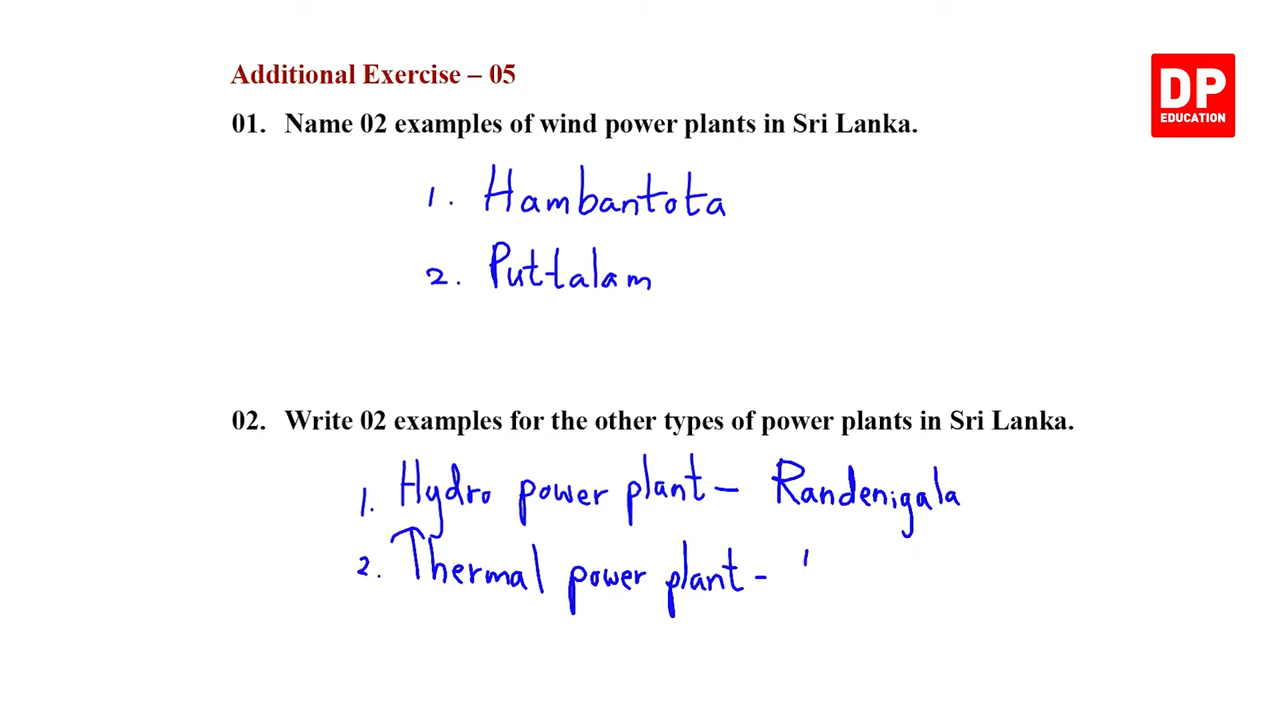 Additional Exercise – 05
DP
EDUCATION
01. Name 02 examples of wind power plants in Sri Lanka.
1. Hambantota
2. Puttalam
02. Write 02 examples for the other types of power plants in Sri Lanka.
1. Hydro power plant – Randenigala
2. Thermal power plant –